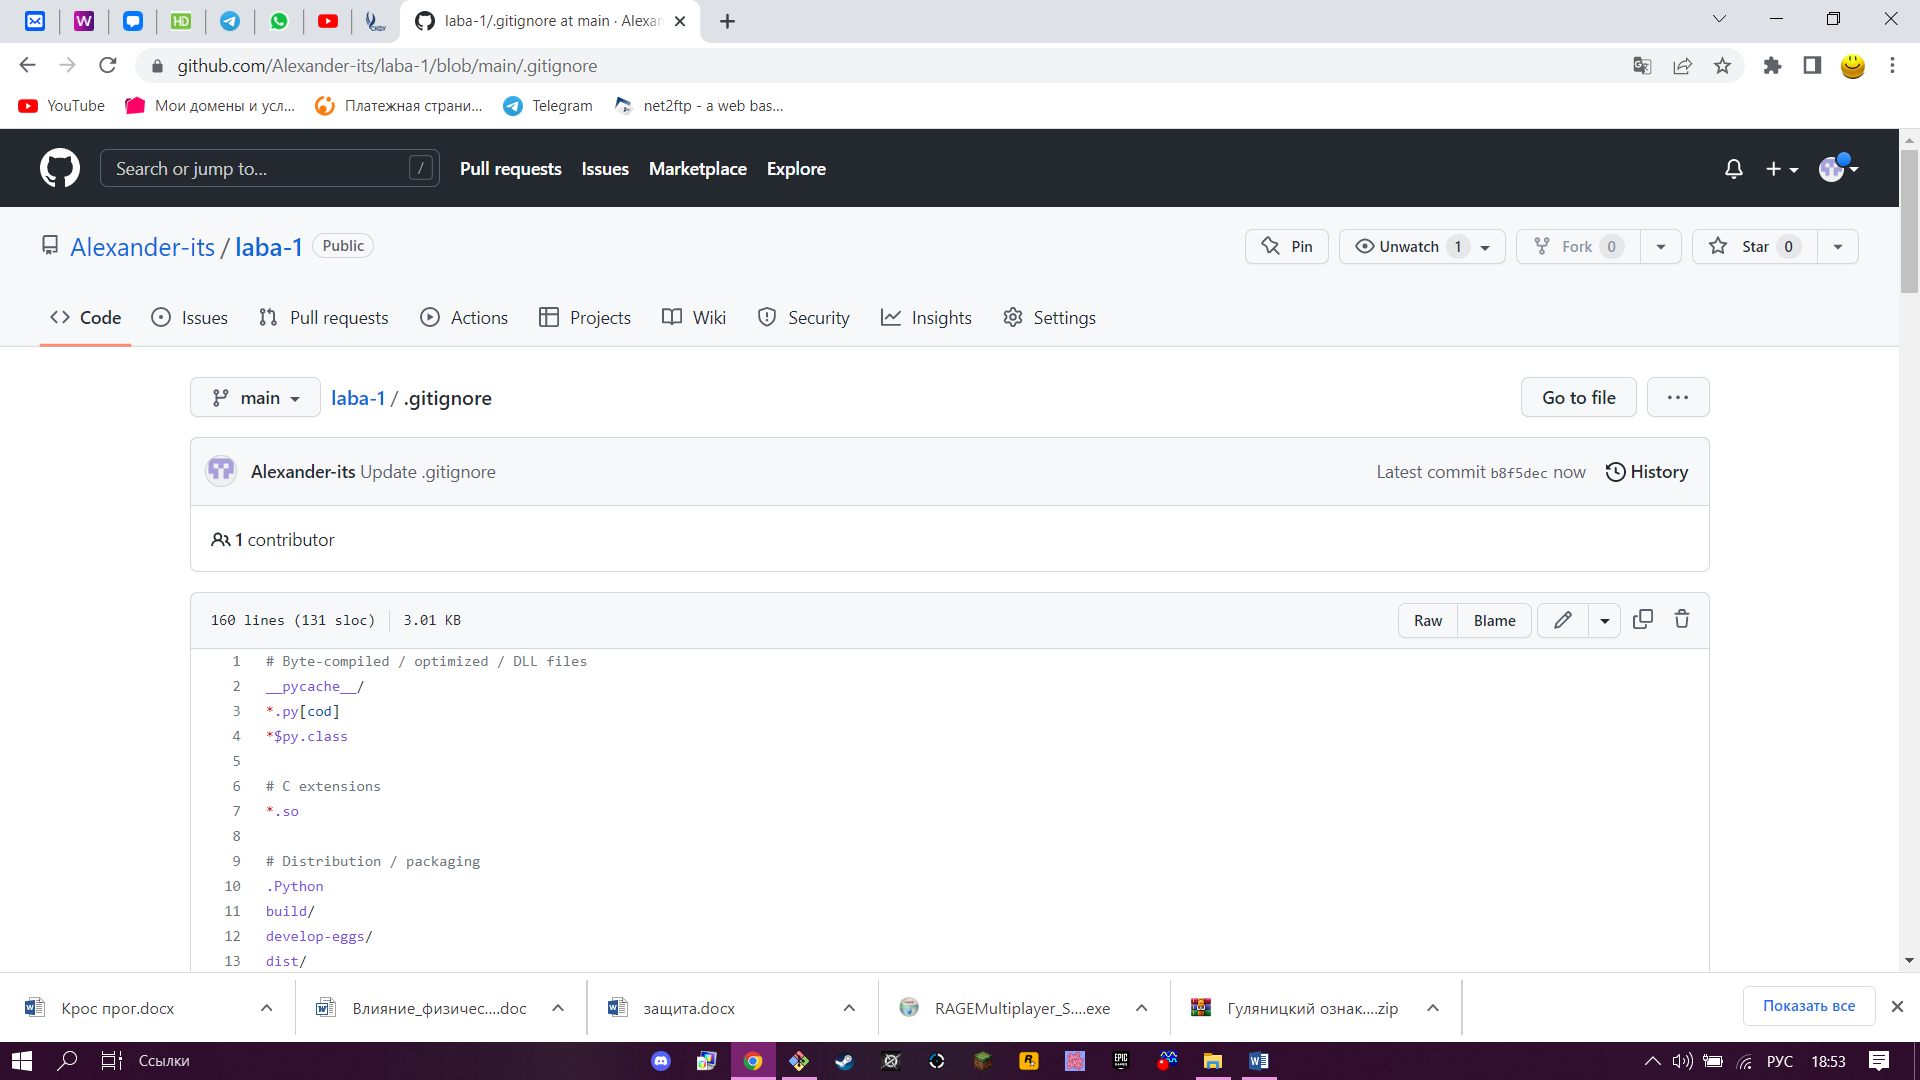 laba-1/.gitignore at main · Alexan
github.com/Alexander-its/laba-1/blob/main/.gitignore
YouTube
Мои домены и усл...
Платежная страни...
Telegram
net2ftp - a web bas...
Search or jump to...
/
Pull requests
Issues
Marketplace
Explore
Alexander-its / laba-1
Public
Pin
Unwatch 1
Fork 0
Star 0
Code
Issues
Pull requests
Actions
Projects
Wiki
Security
Insights
Settings
main
laba-1 / .gitignore
Go to file
Alexander-its Update .gitignore
Latest commit b8f5dec now
History
1 contributor
160 lines (131 sloc)
3.01 KB
Raw
Blame
1 # Byte-compiled / optimized / DLL files
2 __pycache__/
3 *.py[cod]
4 *$py.class
5
6 # C extensions
7 *.so
8
9 # Distribution / packaging
10 .Python
11 build/
12 develop-eggs/
13 dist/
Крос прог.docx
Влияние_физичес....doc
защита.docx
RAGEMultiplayer_S....exe
Гуляницкий ознак....zip
Показать все
Ссылки
РУС
18:53